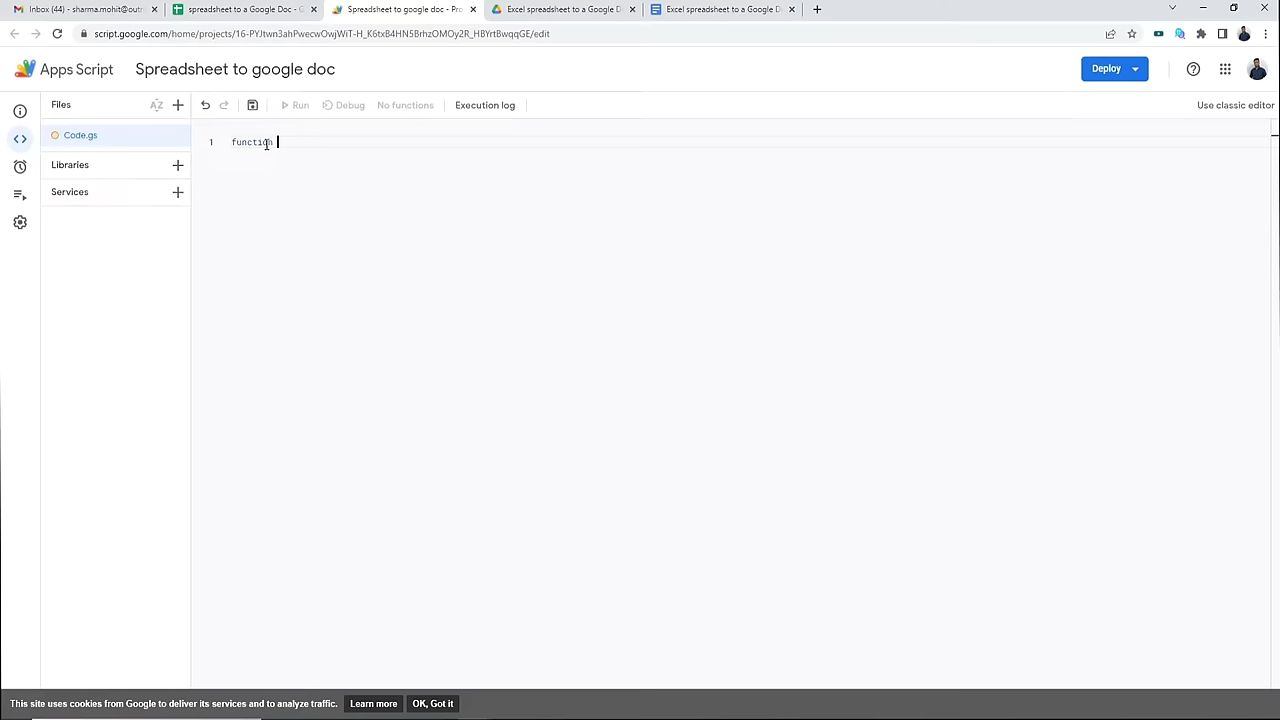 Inbox (44) - sharma.mohit@outr
spreadsheet to a Google Doc - G
Spreadsheet to google doc - Pro
Excel spreadsheet to a Google D
Excel spreadsheet to a Google D
script.google.com/home/projects/16-PYJtwn3ahPwecwOwjWiT-H_K6txB4HN5BrhzOMOy2R_HBYrtBwqqGE/edit
Apps Script
Spreadsheet to google doc
Deploy
Files
AZ
Run
Debug
No functions
Execution log
Use classic editor
Code.gs
1 function
Libraries
Services
This site uses cookies from Google to deliver its services and to analyze traffic.
Learn more
OK, Got it